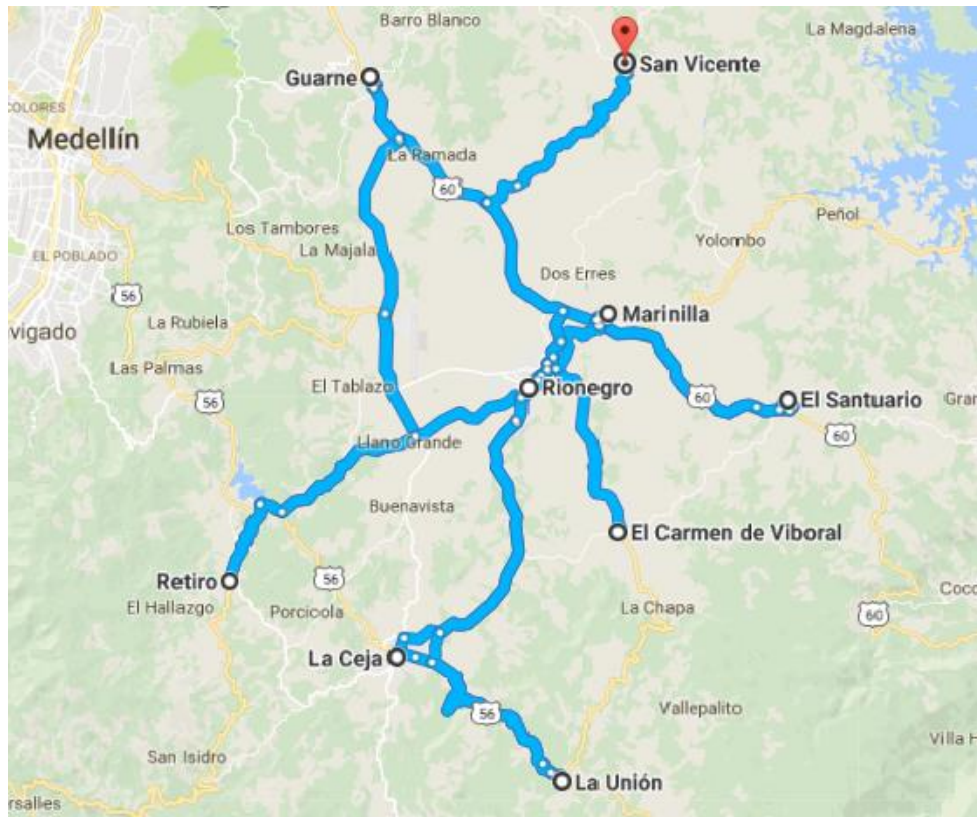 Barro Blanco
La Magdalena
San Vicente
Guarne
COLORES
Medellín
La Ramada
60
Peñol
Los Tambores
Yolombo
La Majala
EL POBLADO
Dos Erres
56
Marinilla
La Rubiela
vigado
Las Palmas
El Tablazo
Rionegro
60
El Santuario
Gran
56
Llano Grande
60
Buenavista
El Carmen de Viboral
Retiro
56
El Hallazgo
Porcicola
La Chapa
60
Coco
La Ceja
56
Vallepalito
San Isidro
Villa H
La Unión
rsalles